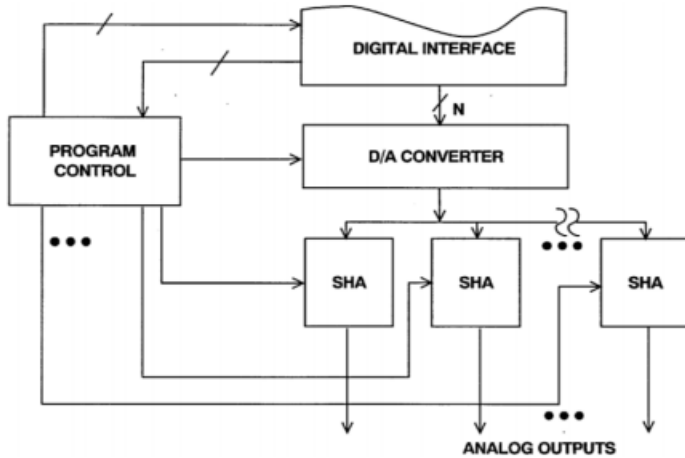 DIGITAL INTERFACE
N
PROGRAM
CONTROL
D/A CONVERTER
SHA
SHA
SHA
ANALOG OUTPUTS